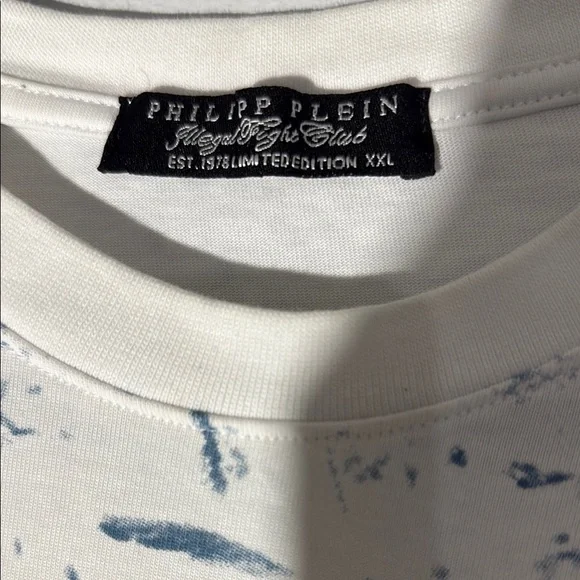 PHILIPP PLEIN
Illegal Fight Club
EST. 1978 LIMITED EDITION XXL